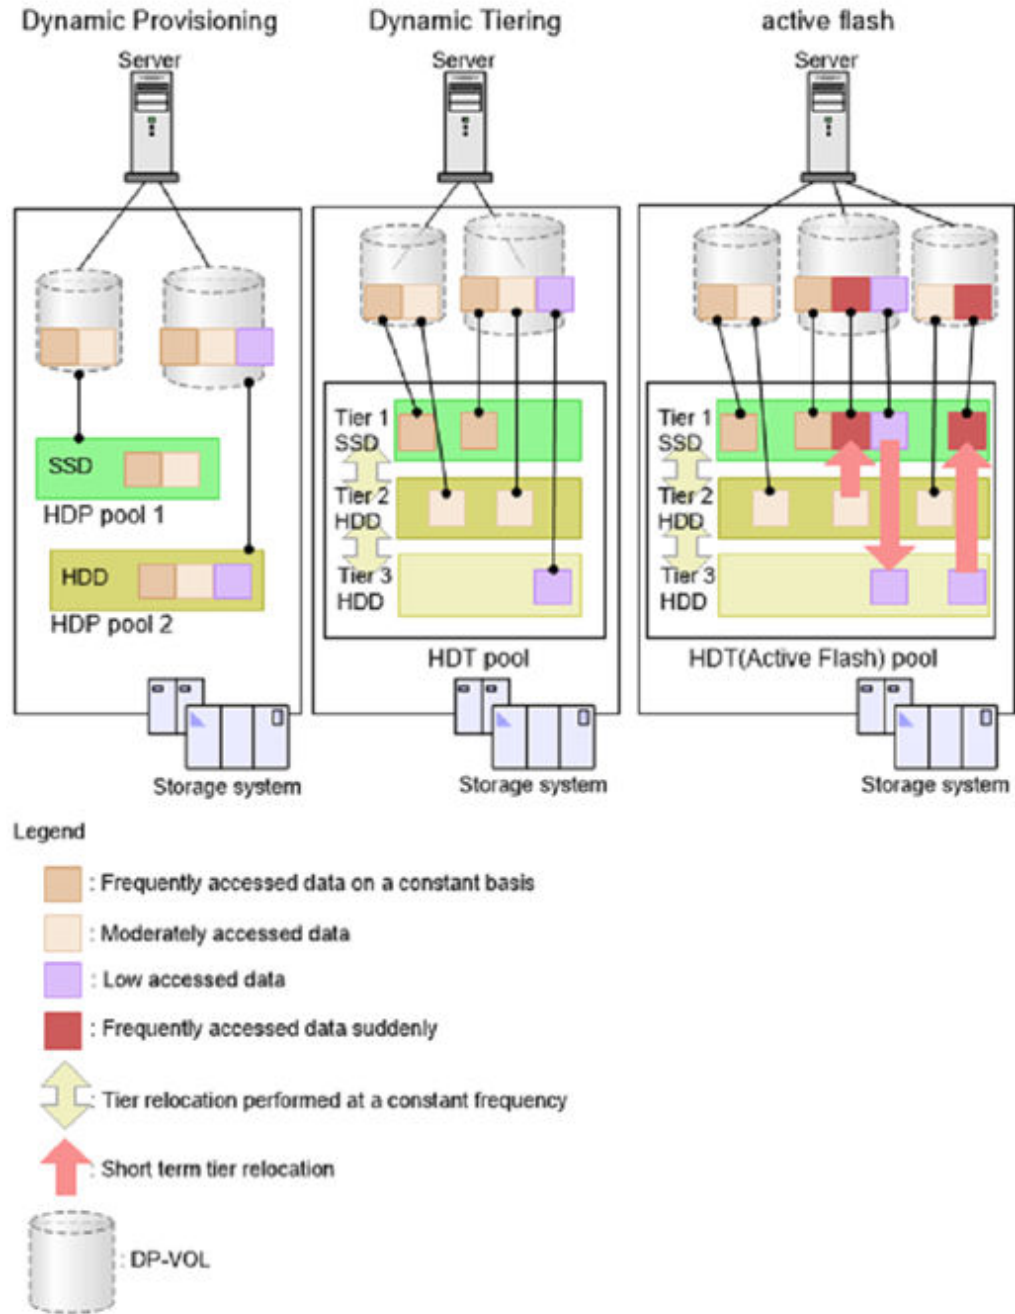 Dynamic Provisioning
Dynamic Tiering
active flash
Server
Server
Server
SSD
HDP pool 1
HDD
HDP pool 2
Tier 1
SSD
Tier 2
HDD
Tier 3
HDD
HDT pool
Tier 1
SSD
Tier 2
HDD
Tier 3
HDD
HDT(Active Flash) pool
Storage system
Storage system
Storage system
Legend
: Frequently accessed data on a constant basis
: Moderately accessed data
: Low accessed data
: Frequently accessed data suddenly
: Tier relocation performed at a constant frequency
: Short term tier relocation
: DP-VOL